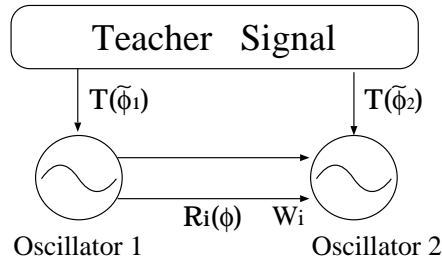 Teacher Signal
T(ϕ̃₁) T(ϕ̃₂)
Ri(ϕ) Wi
Oscillator 1 Oscillator 2